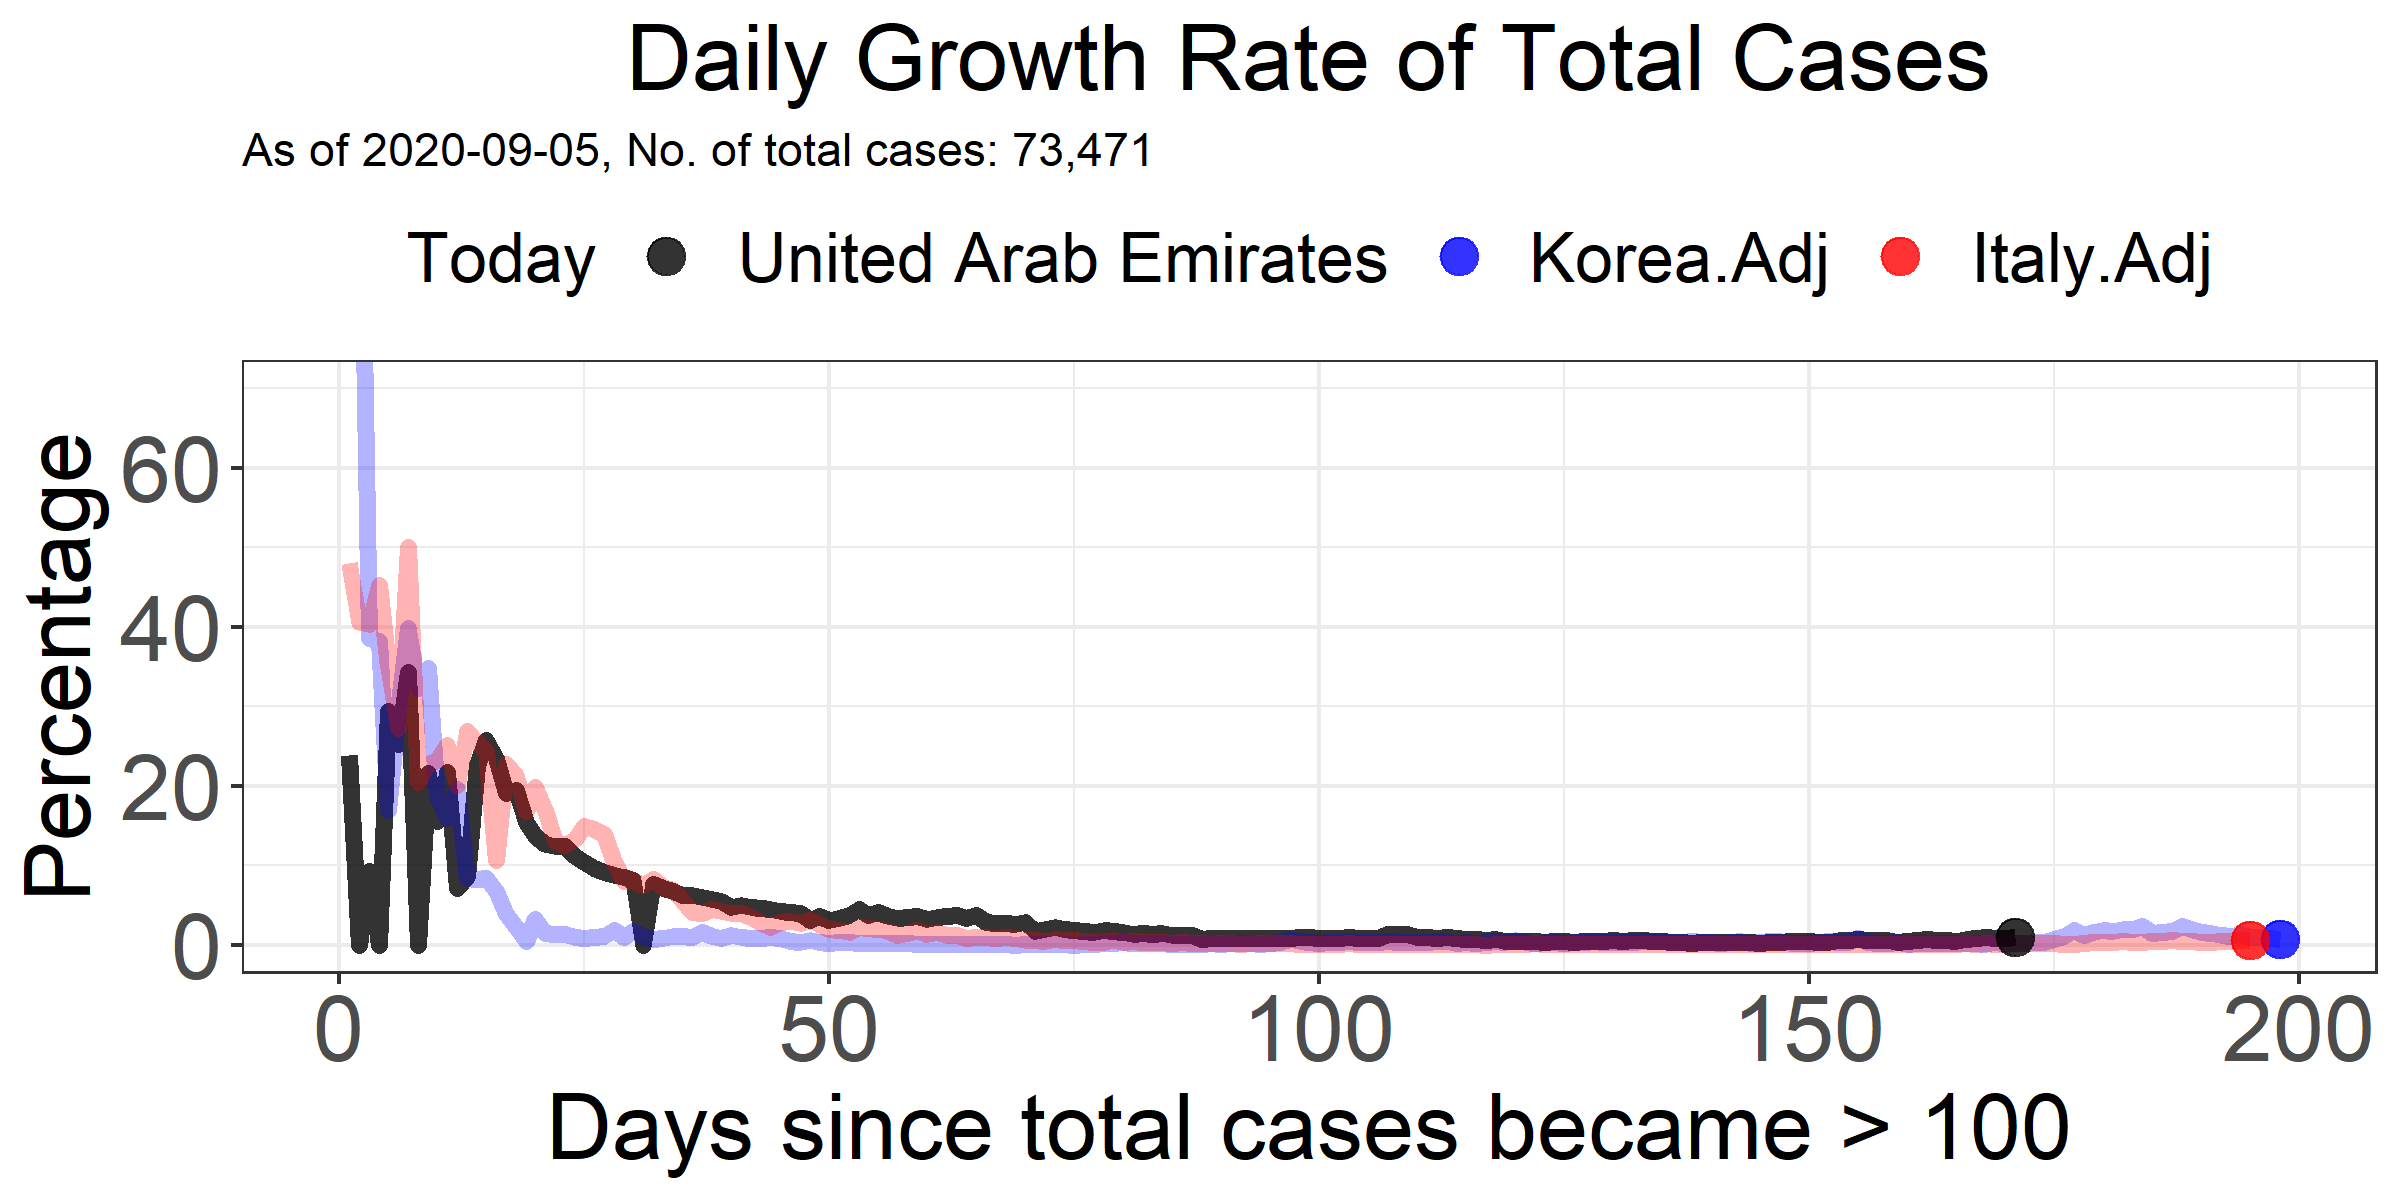 Daily Growth Rate of Total Cases
As of 2020-09-05, No. of total cases: 73,471
Today United Arab Emirates Korea.Adj Italy.Adj
Percentage
60
40
20
0
0 50 100 150 200
Days since total cases became > 100